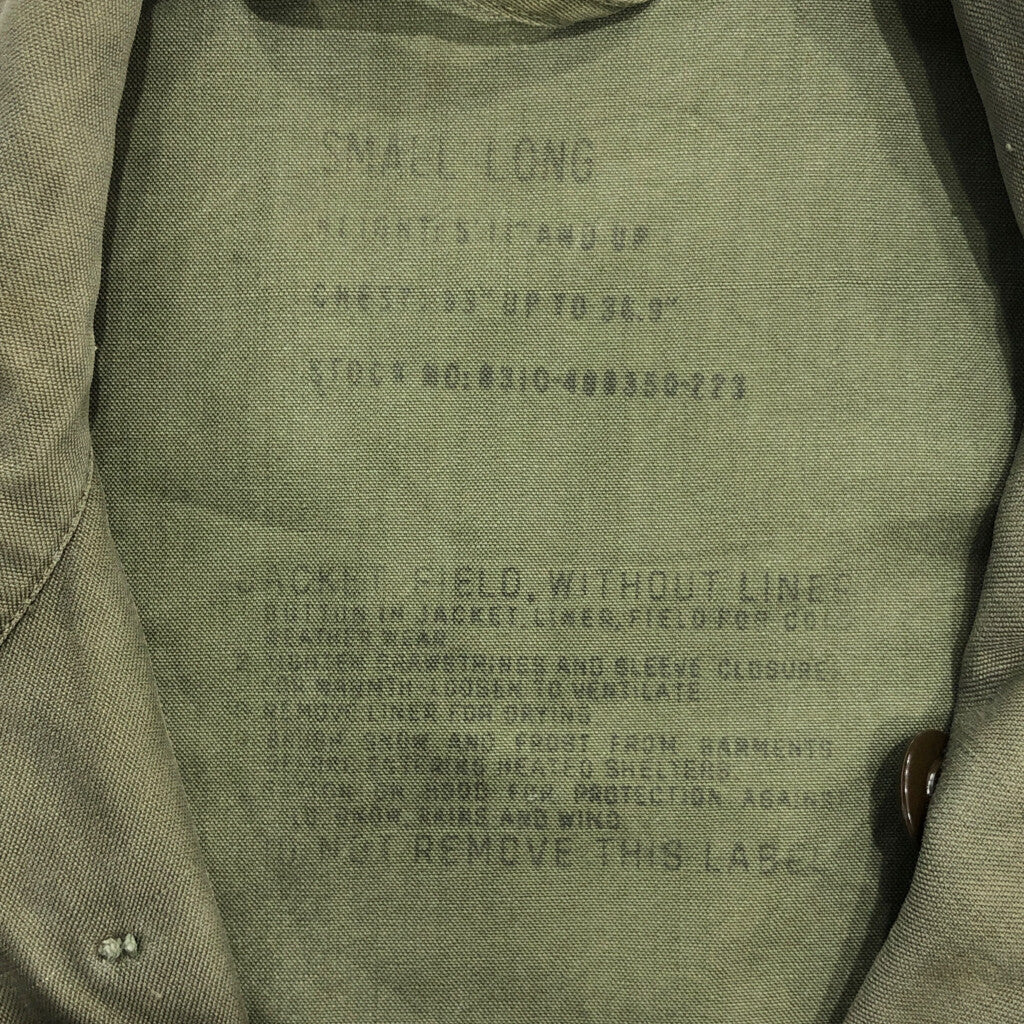 SMALL LONG
HEIGHT: 5'11" AND UP
CHEST: 33" UP TO 36.9"
STOCK NO:
JACKET, FIELD, WITHOUT LINER
BUTTON IN JACKET, LINER, FIELD FOR COLD
WEATHER WEAR
2. TIGHTEN DRAWSTRINGS AND SLEEVE CLOSURES
FOR WARMTH LOOSEN TO VENTILATE
REMOVE LINER FOR DRYING
BRUSH SNOW AND FROST FROM GARMENTS
BEFORE ENTERING HEATED SHELTERS
BUTTON ON HOOD FOR PROTECTION AGAINST
SNOW, RAINS AND WIND.
DO NOT REMOVE THIS LABEL